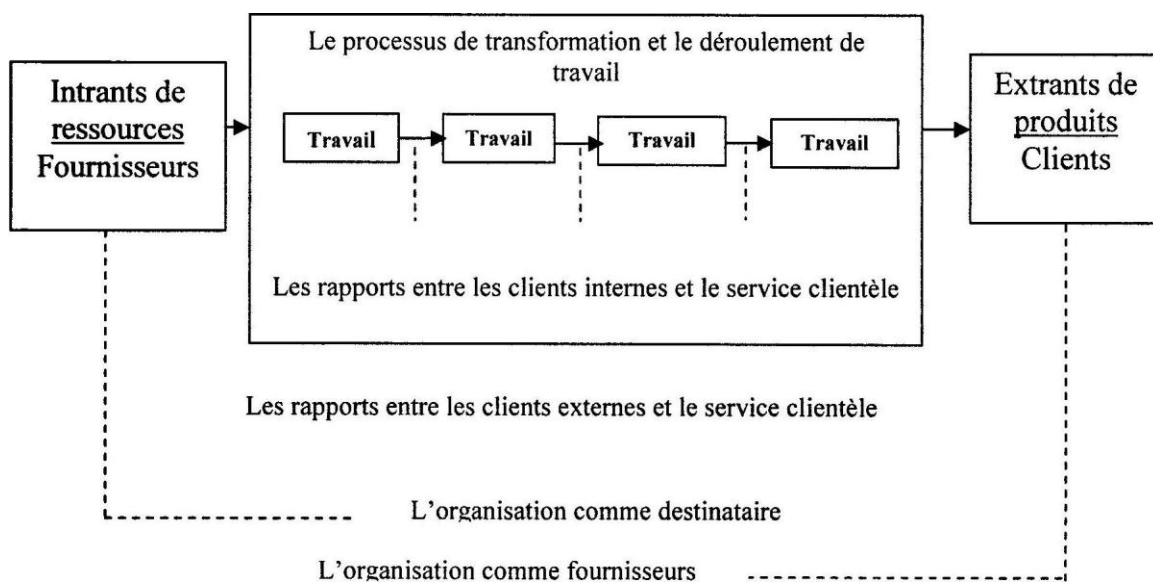 Le processus de transformation et le déroulement de
travail
Intrants de
ressources
Fournisseurs
Travail
Travail
Travail
Travail
Extrants de
produits
Clients
Les rapports entre les clients internes et le service clientèle
Les rapports entre les clients externes et le service clientèle
L'organisation comme destinataire
L'organisation comme fournisseurs